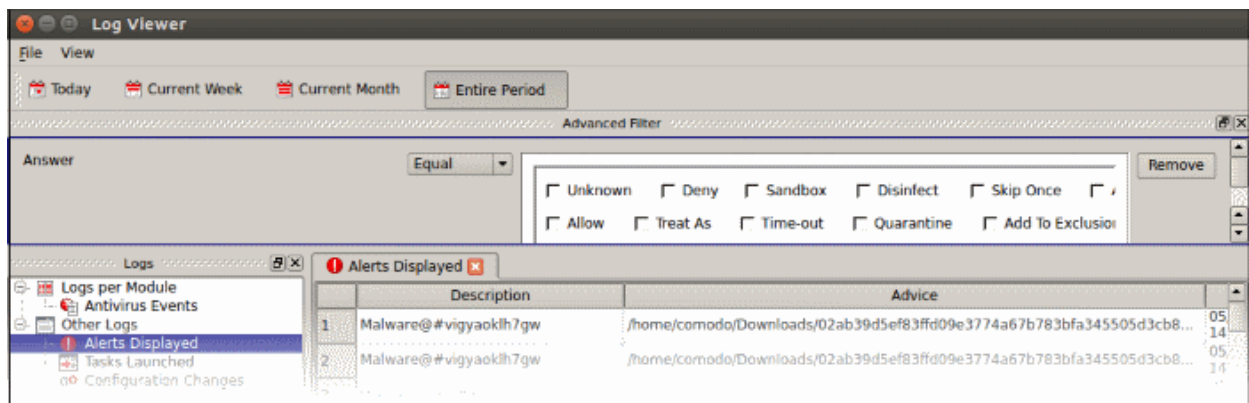 Log Viewer
File View
Today Current Week Current Month Entire Period
Advanced Filter
Answer Equal Remove
Unknown Deny Sandbox Disinfect Skip Once
Allow Treat As Time-out Quarantine Add To Exclusion
Logs
Logs per Module
Antivirus Events
Other Logs
Alerts Displayed
Tasks Launched
Configuration Changes
Alerts Displayed
Description Advice
1 Malware@#vigyaoklh7gw /home/comodo/Downloads/02ab39d5ef83ffd09e3774a67b783bfa345505d3cb8... 05
14
2 Malware@#vigyaoklh7gw /home/comodo/Downloads/02ab39d5ef83ffd09e3774a67b783bfa345505d3cb8... 05
14